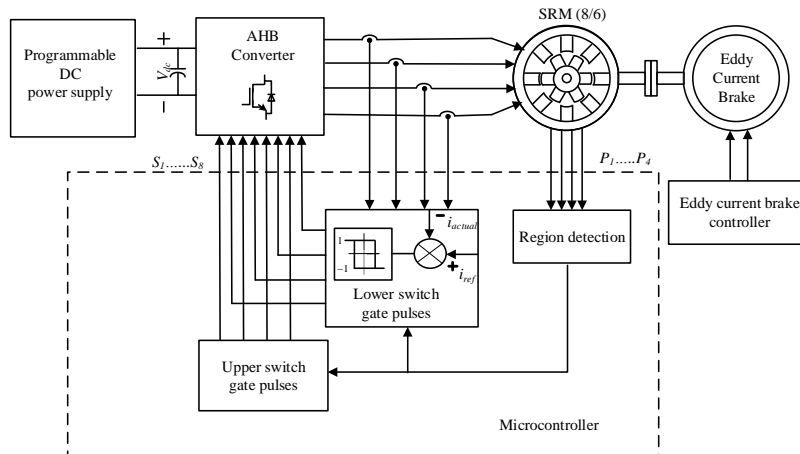 SRM (8/6)
Programmable
DC
power supply
+
V_dc
−
AHB
Converter
Eddy
Current
Brake
S1......S8
P1.....P4
Eddy current brake
controller
− i_actual
1
−1
+
i_ref
Lower switch
gate pulses
Region detection
Upper switch
gate pulses
Microcontroller